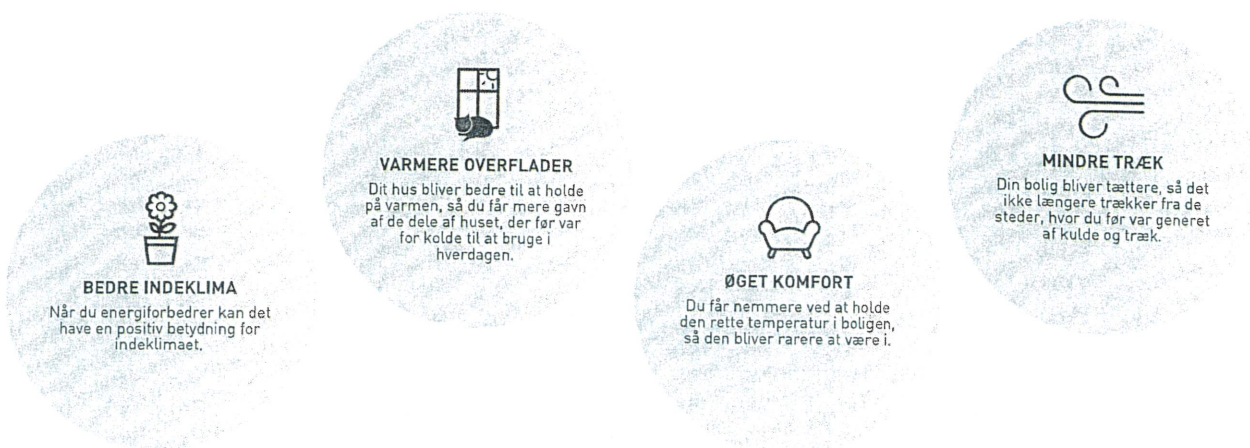 BEDRE INDEKLIMA
Når du energiforbedrer kan det
have en positiv betydning for
indeklimaet.
VARMERE OVERFLADER
Dit hus bliver bedre til at holde
på varmen, så du får mere gavn
af de dele af huset, der før var
for kolde til at bruge i
hverdagen.
ØGET KOMFORT
Du får nemmere ved at holde
den rette temperatur i boligen,
så den bliver rarere at være i.
MINDRE TRÆK
Din bolig bliver tættere, så det
ikke længere trækker fra de
steder, hvor du før var generet
af kulde og træk.